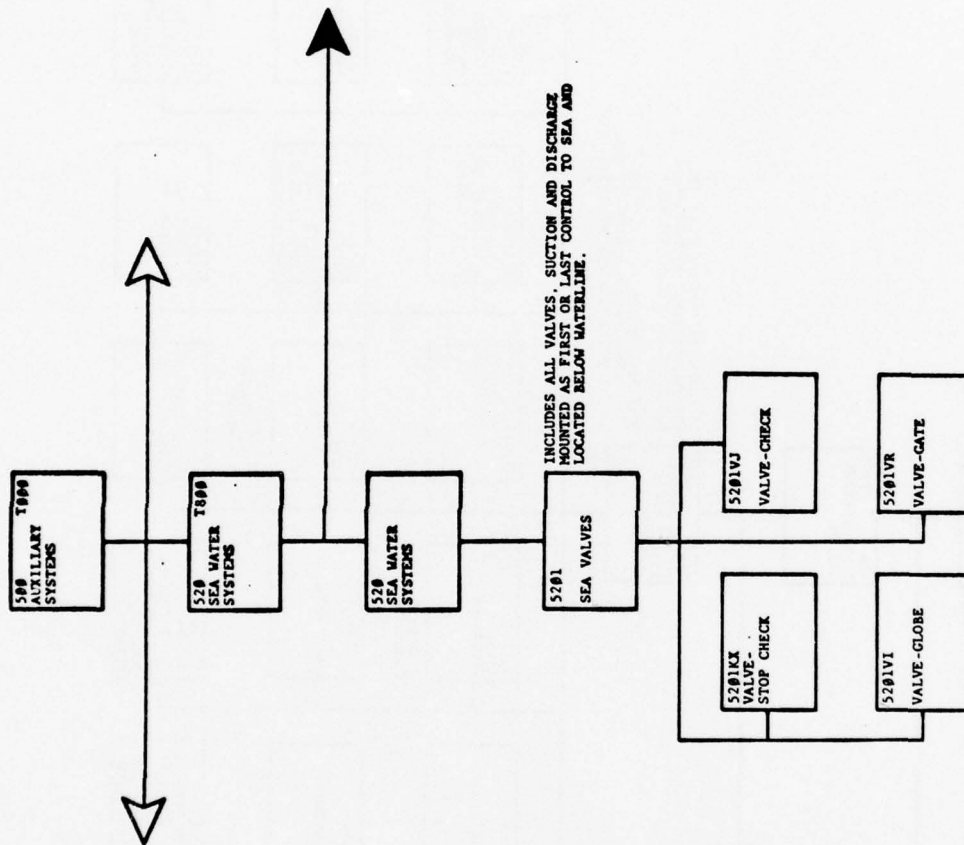 500 T000
AUXILIARY
SYSTEMS
520 T800
SEA WATER
SYSTEMS
520
SEA WATER
SYSTEMS
5201
SEA VALVES
INCLUDES ALL VALVES, SUCTION AND DISCHARGE
MOUNTED AS FIRST OR LAST CONTROL TO SEA AND
LOCATED BELOW WATERLINE.
5201KX
VALVE-
STOP CHECK
5201VJ
VALVE-CHECK
5201VI
VALVE-GLOBE
5201VR
VALVE-GATE